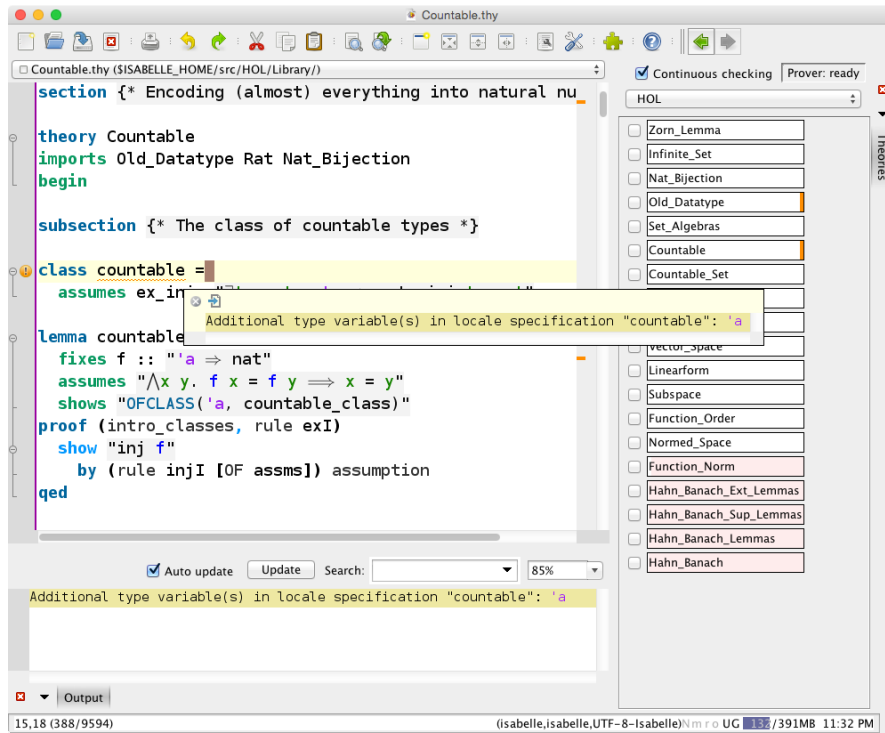 Countable.thy
Countable.thy ($ISABELLE_HOME/src/HOL/Library/)
Continuous checking Prover: ready
HOL
section {* Encoding (almost) everything into natural nu
theory Countable
imports Old_Datatype Rat Nat_Bijection
begin
subsection {* The class of countable types *}
class countable =
assumes ex_inj
Additional type variable(s) in locale specification "countable": 'a
lemma countable
fixes f :: "'a ⇒ nat"
assumes "⋀x y. f x = f y ⟹ x = y"
shows "OFCLASS('a, countable_class)"
proof (intro_classes, rule exI)
show "inj f"
by (rule injI [OF assms]) assumption
qed
Zorn_Lemma
Infinite_Set
Nat_Bijection
Old_Datatype
Set_Algebras
Countable
Countable_Set
Vector_Space
Linearform
Subspace
Function_Order
Normed_Space
Function_Norm
Hahn_Banach_Ext_Lemmas
Hahn_Banach_Sup_Lemmas
Hahn_Banach_Lemmas
Hahn_Banach
Theories
Auto update Update Search: 85%
Additional type variable(s) in locale specification "countable": 'a
Output
15,18 (388/9594) (isabelle,isabelle,UTF-8-Isabelle)N m r o UG 132/391MB 11:32 PM